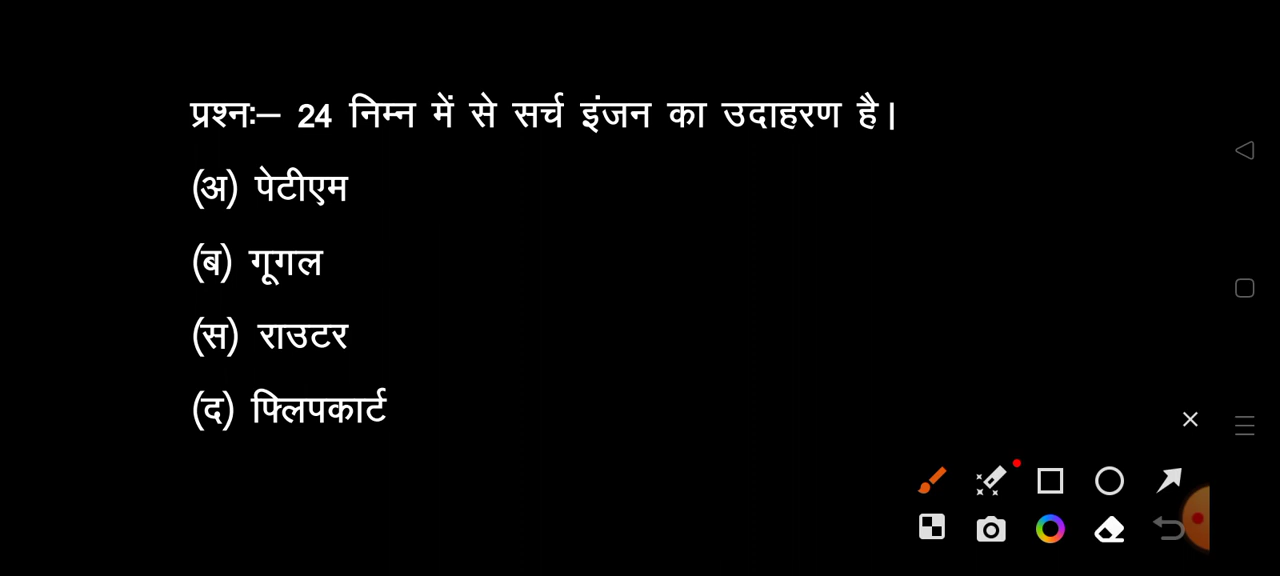 प्रश्नः– 24 निम्न में से सर्च इंजन का उदाहरण है।
(अ) पेटीएम
(ब) गूगल
(स) राउटर
(द) फ्लिपकार्ट